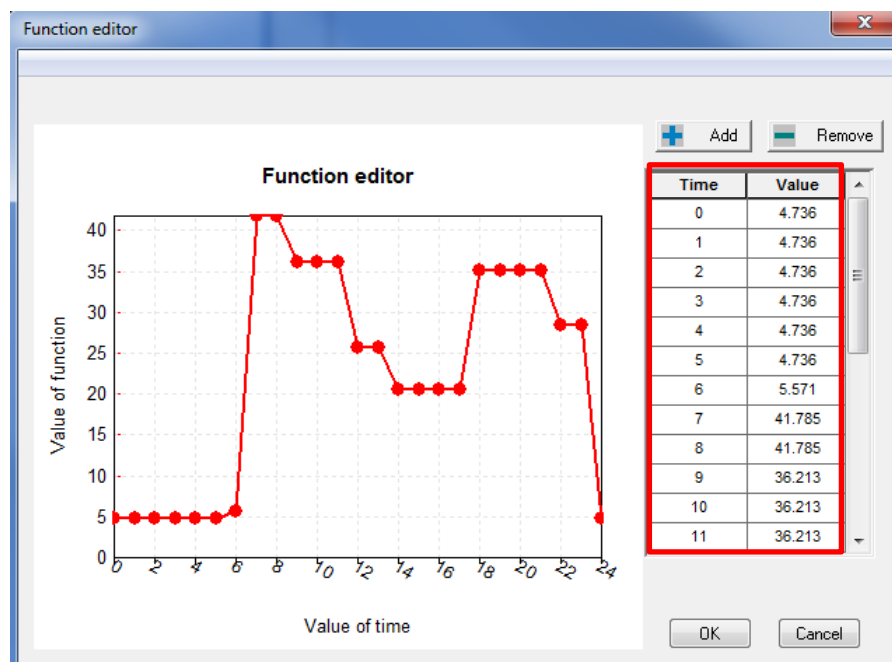 Function editor
x
Add
Remove
Function editor
Value of function
40
35
30
25
20
15
10
5
0
0 2 4 6 8 10 12 14 16 18 20 22 24
Value of time
Time Value
0 4.736
1 4.736
2 4.736
3 4.736
4 4.736
5 4.736
6 5.571
7 41.785
8 41.785
9 36.213
10 36.213
11 36.213
OK Cancel